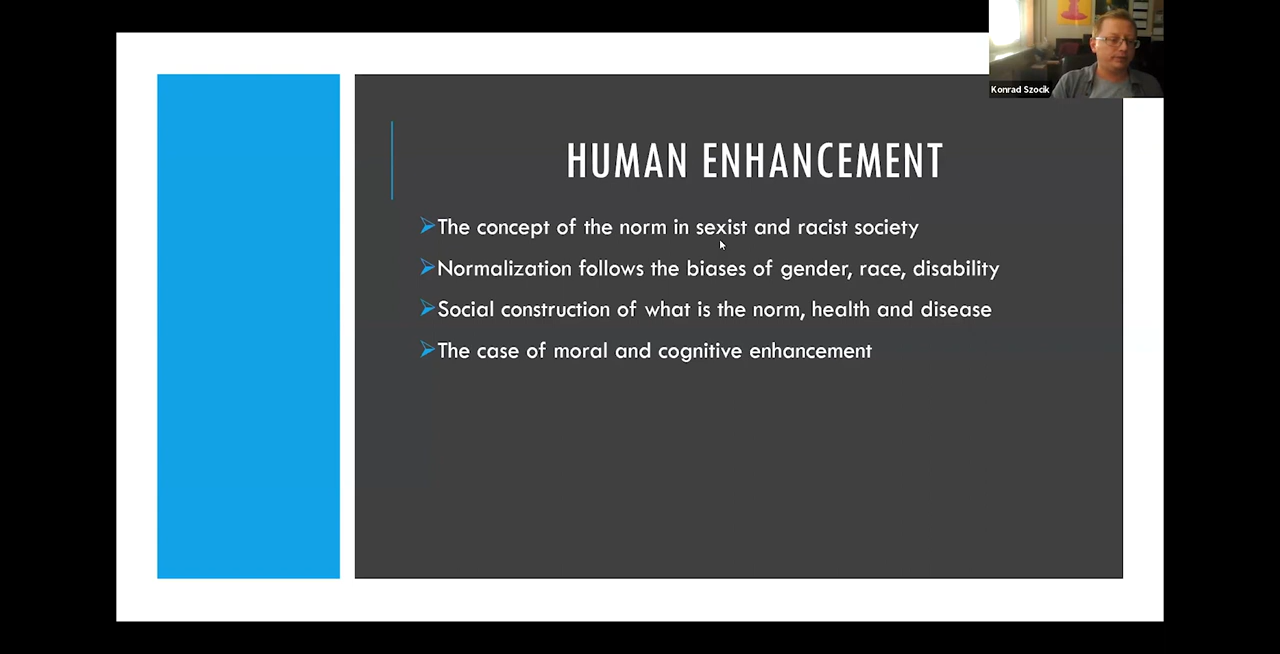 Konrad Szocik
HUMAN ENHANCEMENT
The concept of the norm in sexist and racist society
Normalization follows the biases of gender, race, disability
Social construction of what is the norm, health and disease
The case of moral and cognitive enhancement